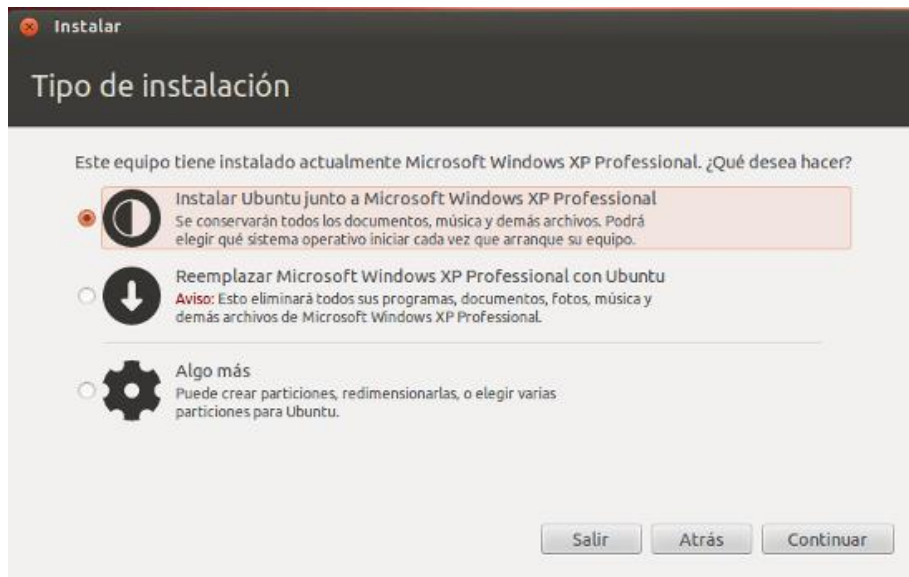 Instalar
Tipo de instalación
Este equipo tiene instalado actualmente Microsoft Windows XP Professional. ¿Qué desea hacer?
Instalar Ubuntu junto a Microsoft Windows XP Professional
Se conservarán todos los documentos, música y demás archivos. Podrá
elegir qué sistema operativo iniciar cada vez que arranque su equipo.
Reemplazar Microsoft Windows XP Professional con Ubuntu
Aviso: Esto eliminará todos sus programas, documentos, fotos, música y
demás archivos de Microsoft Windows XP Professional.
Algo más
Puede crear particiones, redimensionarlas, o elegir varias
particiones para Ubuntu.
Salir
Atrás
Continuar